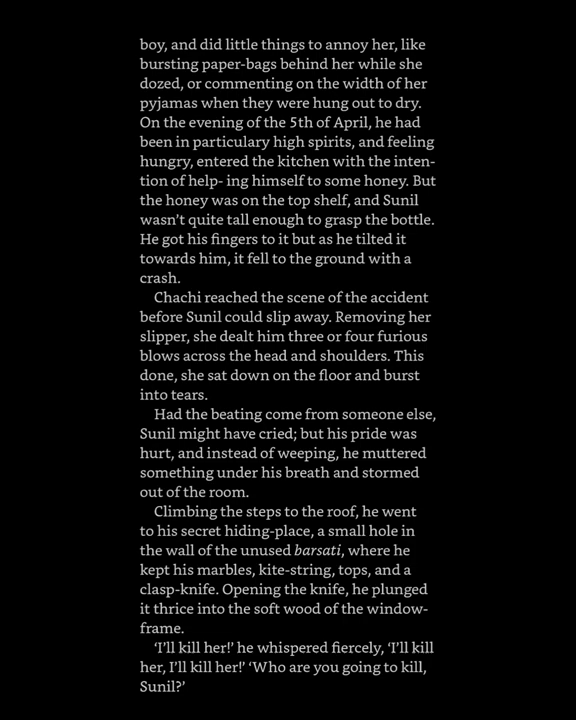 boy, and did little things to annoy her, like
bursting paper-bags behind her while she
dozed, or commenting on the width of her
pyjamas when they were hung out to dry.
On the evening of the 5th of April, he had
been in particulary high spirits, and feeling
hungry, entered the kitchen with the inten-
tion of help- ing himself to some honey. But
the honey was on the top shelf, and Sunil
wasn’t quite tall enough to grasp the bottle.
He got his fingers to it but as he tilted it
towards him, it fell to the ground with a
crash.
Chachi reached the scene of the accident
before Sunil could slip away. Removing her
slipper, she dealt him three or four furious
blows across the head and shoulders. This
done, she sat down on the floor and burst
into tears.
Had the beating come from someone else,
Sunil might have cried; but his pride was
hurt, and instead of weeping, he muttered
something under his breath and stormed
out of the room.
Climbing the steps to the roof, he went
to his secret hiding-place, a small hole in
the wall of the unused barsati, where he
kept his marbles, kite-string, tops, and a
clasp-knife. Opening the knife, he plunged
it thrice into the soft wood of the window-
frame.
‘I’ll kill her!’ he whispered fiercely, ‘I’ll kill
her, I’ll kill her!’ ‘Who are you going to kill,
Sunil?’